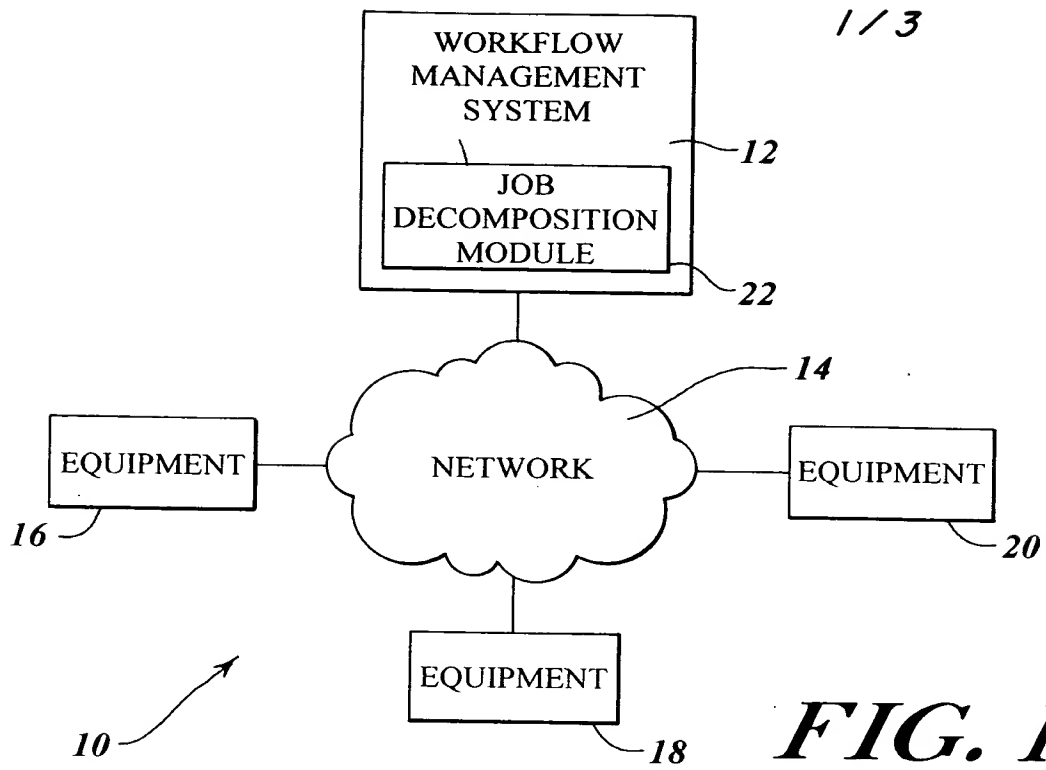 1/3
WORKFLOW
MANAGEMENT
SYSTEM
12
JOB
DECOMPOSITION
MODULE
22
14
EQUIPMENT
NETWORK
EQUIPMENT
16
20
EQUIPMENT
10
18
FIG. 1